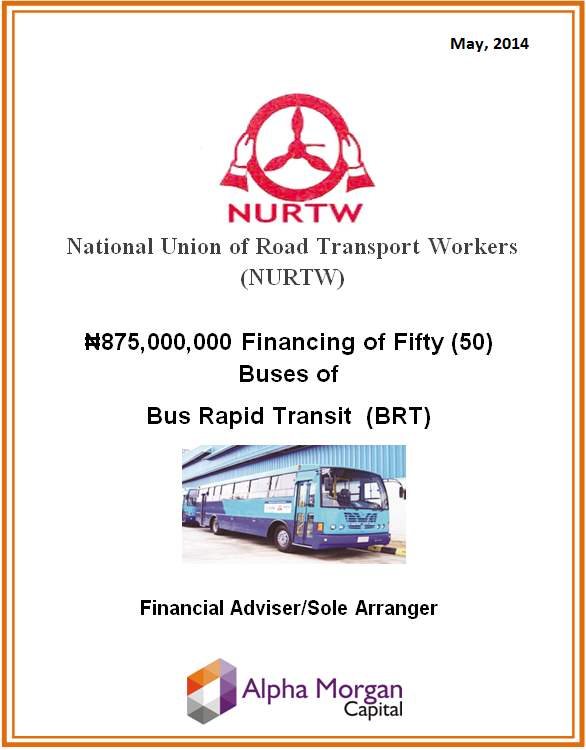 May, 2014
NURTW
National Union of Road Transport Workers
(NURTW)
₦875,000,000 Financing of Fifty (50)
Buses of
Bus Rapid Transit (BRT)
Financial Adviser/Sole Arranger
Alpha Morgan
Capital